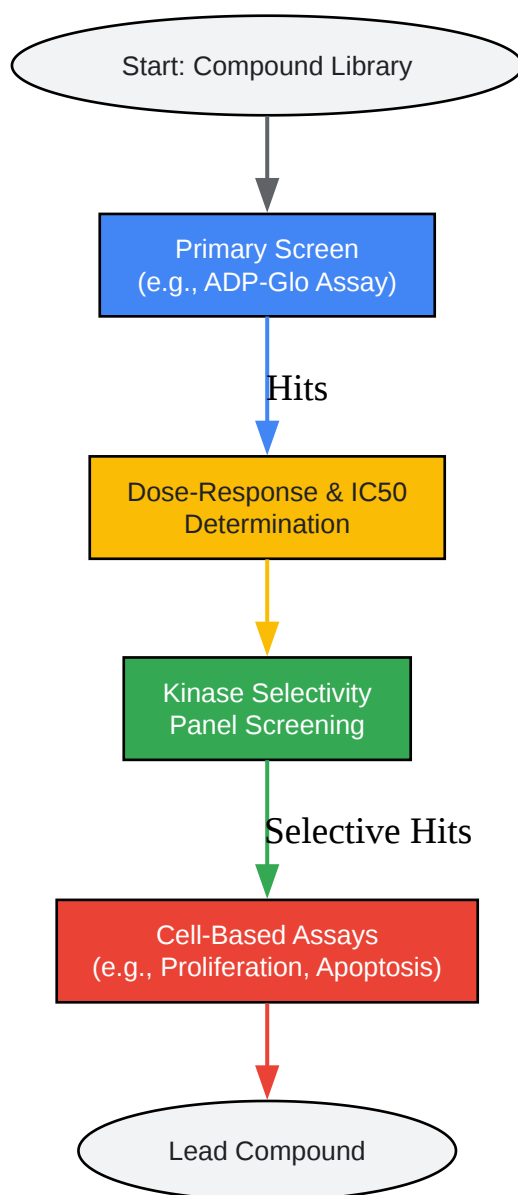 Start: Compound Library
Primary Screen
(e.g., ADP-Glo Assay)
Hits
Dose-Response & IC50
Determination
Kinase Selectivity
Panel Screening
Selective Hits
Cell-Based Assays
(e.g., Proliferation, Apoptosis)
Lead Compound